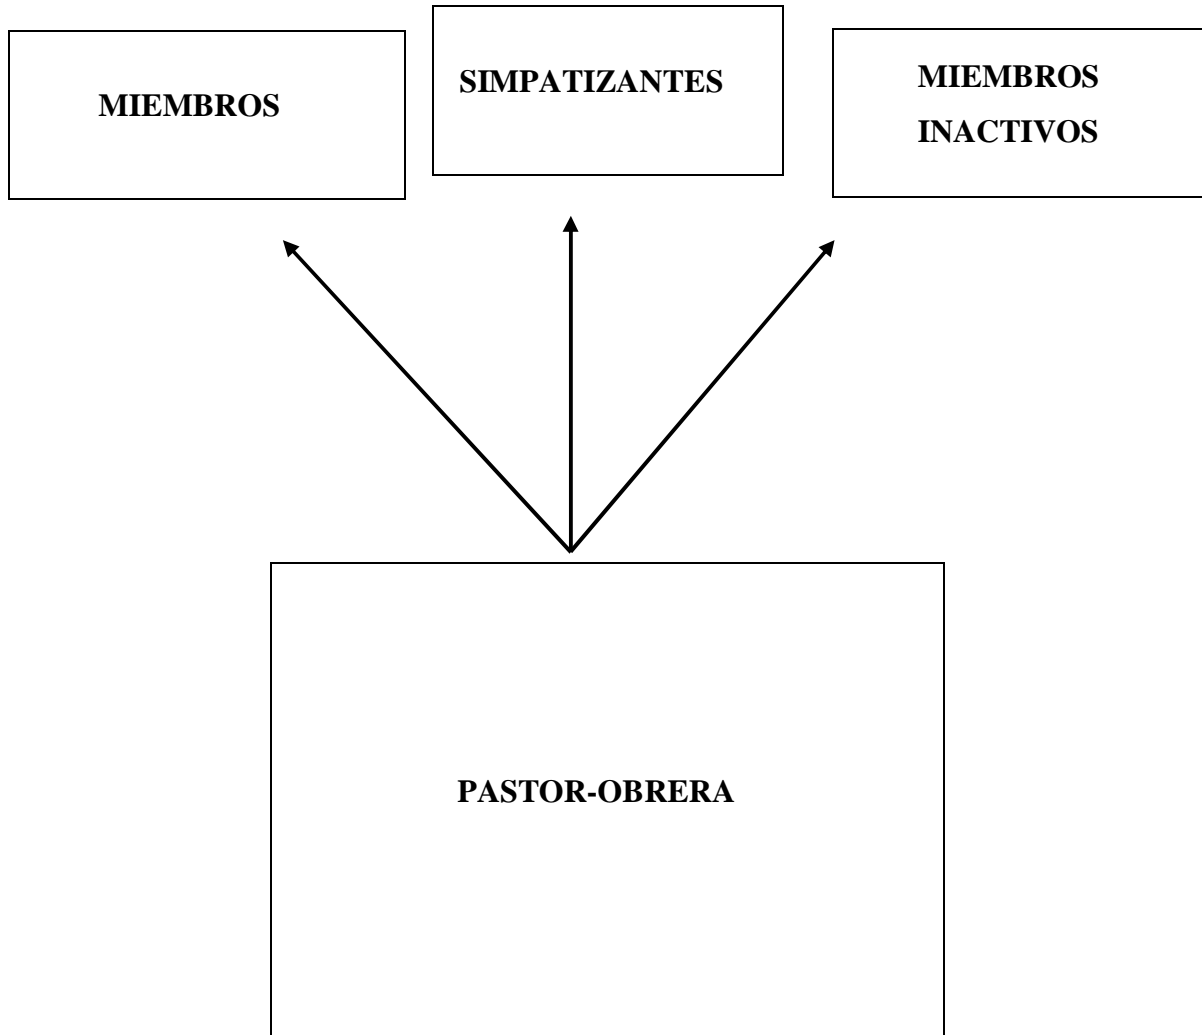 MIEMBROS
SIMPATIZANTES
MIEMBROS
INACTIVOS
PASTOR-OBRERA